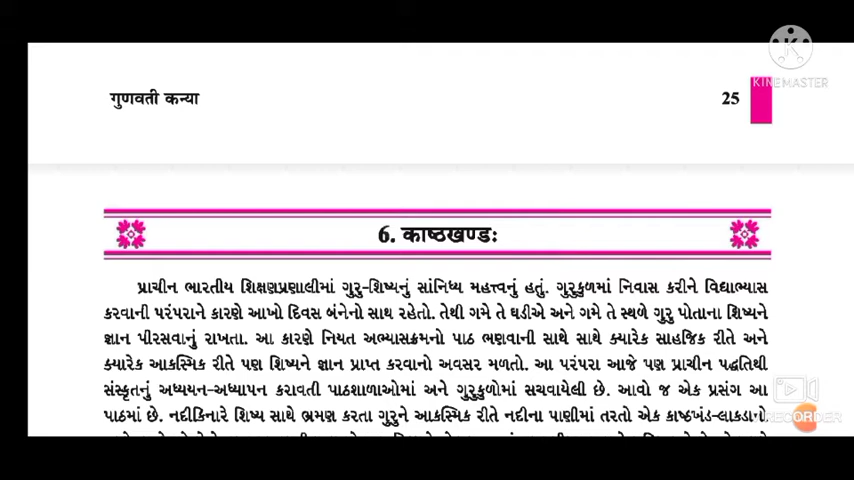 गुणवती कन्या
25
KINEMASTER
6. काष्ठखण्डः
પ્રાચીન ભારતીય શિક્ષણપ્રણાલીમાં ગુરુ-શિષ્યનું સાંનિધ્ય મહત્ત્વનું હતું. ગુરુકુળમાં નિવાસ કરીને વિદ્યાભ્યાસ
કરવાની પરંપરાને કારણે આખો દિવસ બંનેનો સાથ રહેતો. તેથી ગમે તે ઘડીએ અને ગમે તે સ્થળે ગુરુ પોતાના શિષ્યને
જ્ઞાન પીરસવાનું રાખતા. આ કારણે નિયત અભ્યાસક્રમનો પાઠ ભણવાની સાથે સાથે ક્યારેક સાહજિક રીતે અને
ક્યારેક આકસ્મિક રીતે પણ શિષ્યને જ્ઞાન પ્રાપ્ત કરવાનો અવસર મળતો. આ પરંપરા આજે પણ પ્રાચીન પદ્ધતિથી
સંસ્કૃતનું અધ્યયન-અધ્યાપન કરાવતી પાઠશાળાઓમાં અને ગુરુકુળોમાં સચવાયેલી છે. આવો જ એક પ્રસંગ આ
પાઠમાં છે. નદીકિનારે શિષ્ય સાથે ભ્રમણ કરતા ગુરુને આકસ્મિક રીતે નદીના પાણીમાં તરતો એક કાષ્ઠખંડ-લાકડાનો
RECORDER